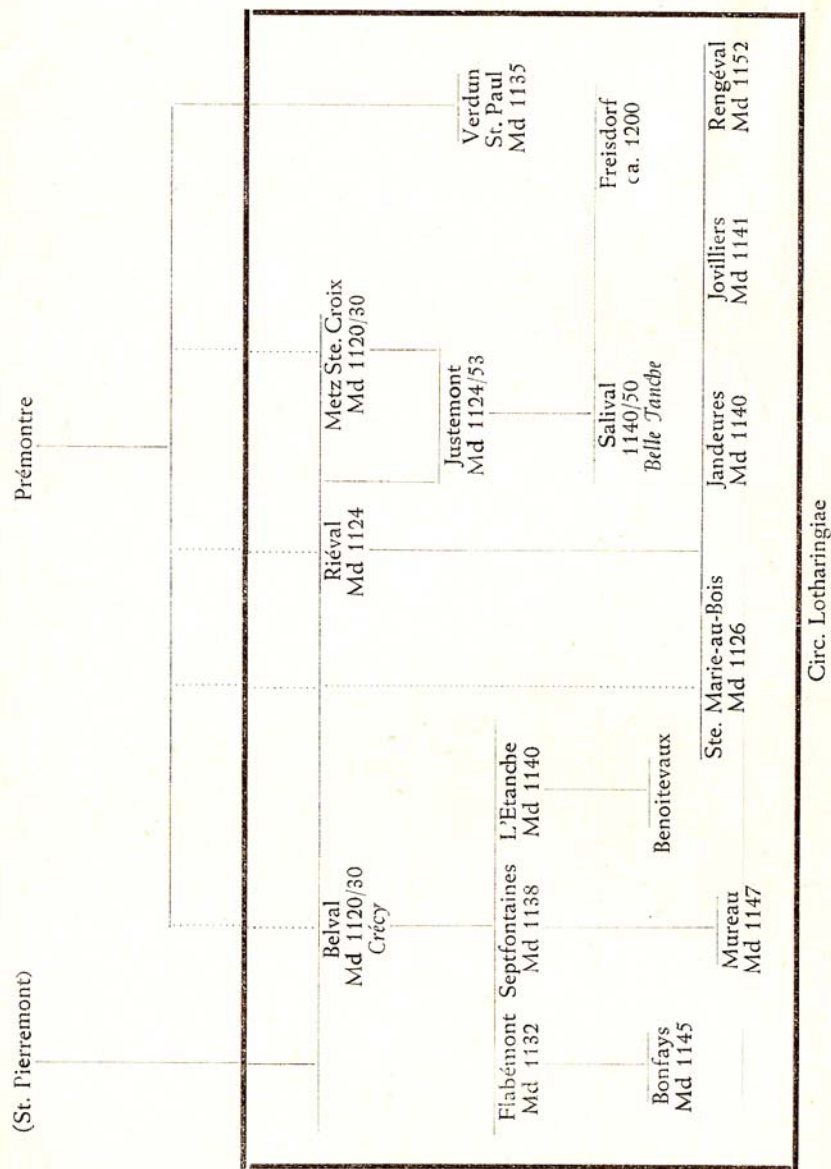 (St. Pierremont)
Prémontre
Belval
Md 1120/30
Crécy
Riéval
Md 1124
Metz Ste. Croix
Md 1120/30
Verdun
St. Paul
Md 1135
Justemont
Md 1124/53
Flabémont
Md 1132
Septfontaines
Md 1138
L'Etanche
Md 1140
Salival
1140/50
Belle Tanche
Freisdorf
ca. 1200
Bonfays
Md 1145
Benoitevaux
Mureau
Md 1147
Ste. Marie-au-Bois
Md 1126
Jandeures
Md 1140
Jovilliers
Md 1141
Rengéval
Md 1152
Circ. Lotharingiae